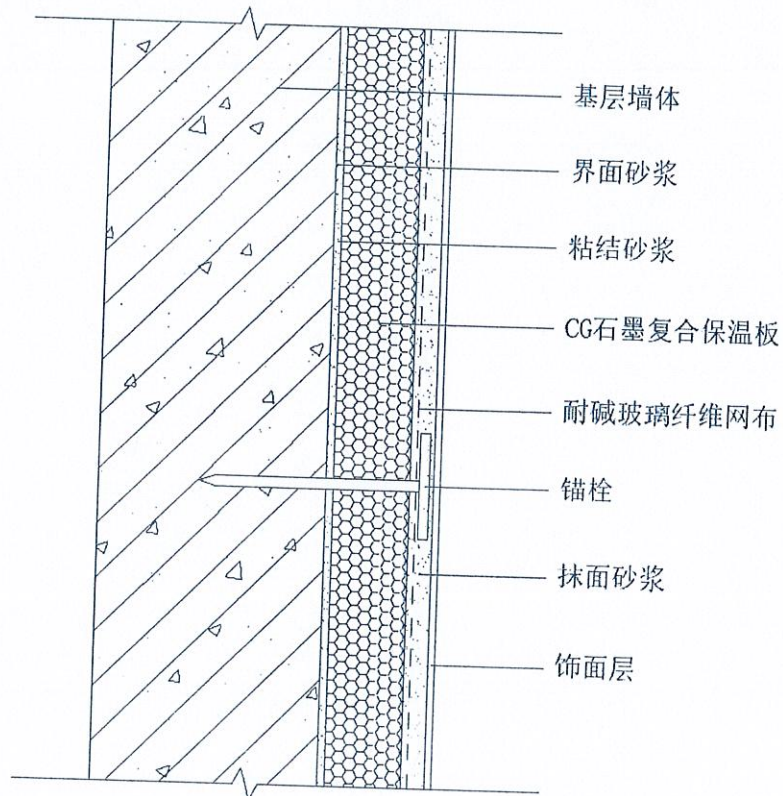 基层墙体
界面砂浆
粘结砂浆
CG石墨复合保温板
耐碱玻璃纤维网布
锚栓
抹面砂浆
饰面层